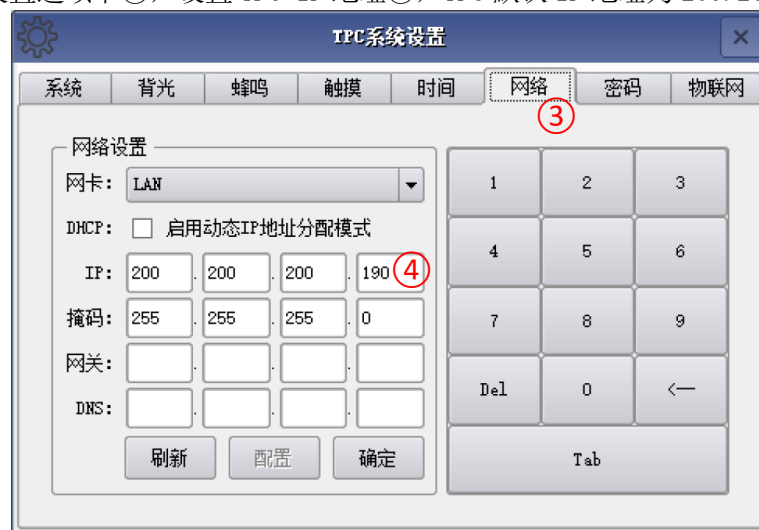 TPC系统设置
系统 背光 蜂鸣 触摸 时间 网络 密码 物联网
③
网络设置
网卡: LAN
DHCP: 启用动态IP地址分配模式
IP: 200 . 200 . 200 . 190 ④
掩码: 255 . 255 . 255 . 0
网关: . . .
DNS: . . .
刷新 配置 确定
1 2 3
4 5 6
7 8 9
Del 0 <—
Tab